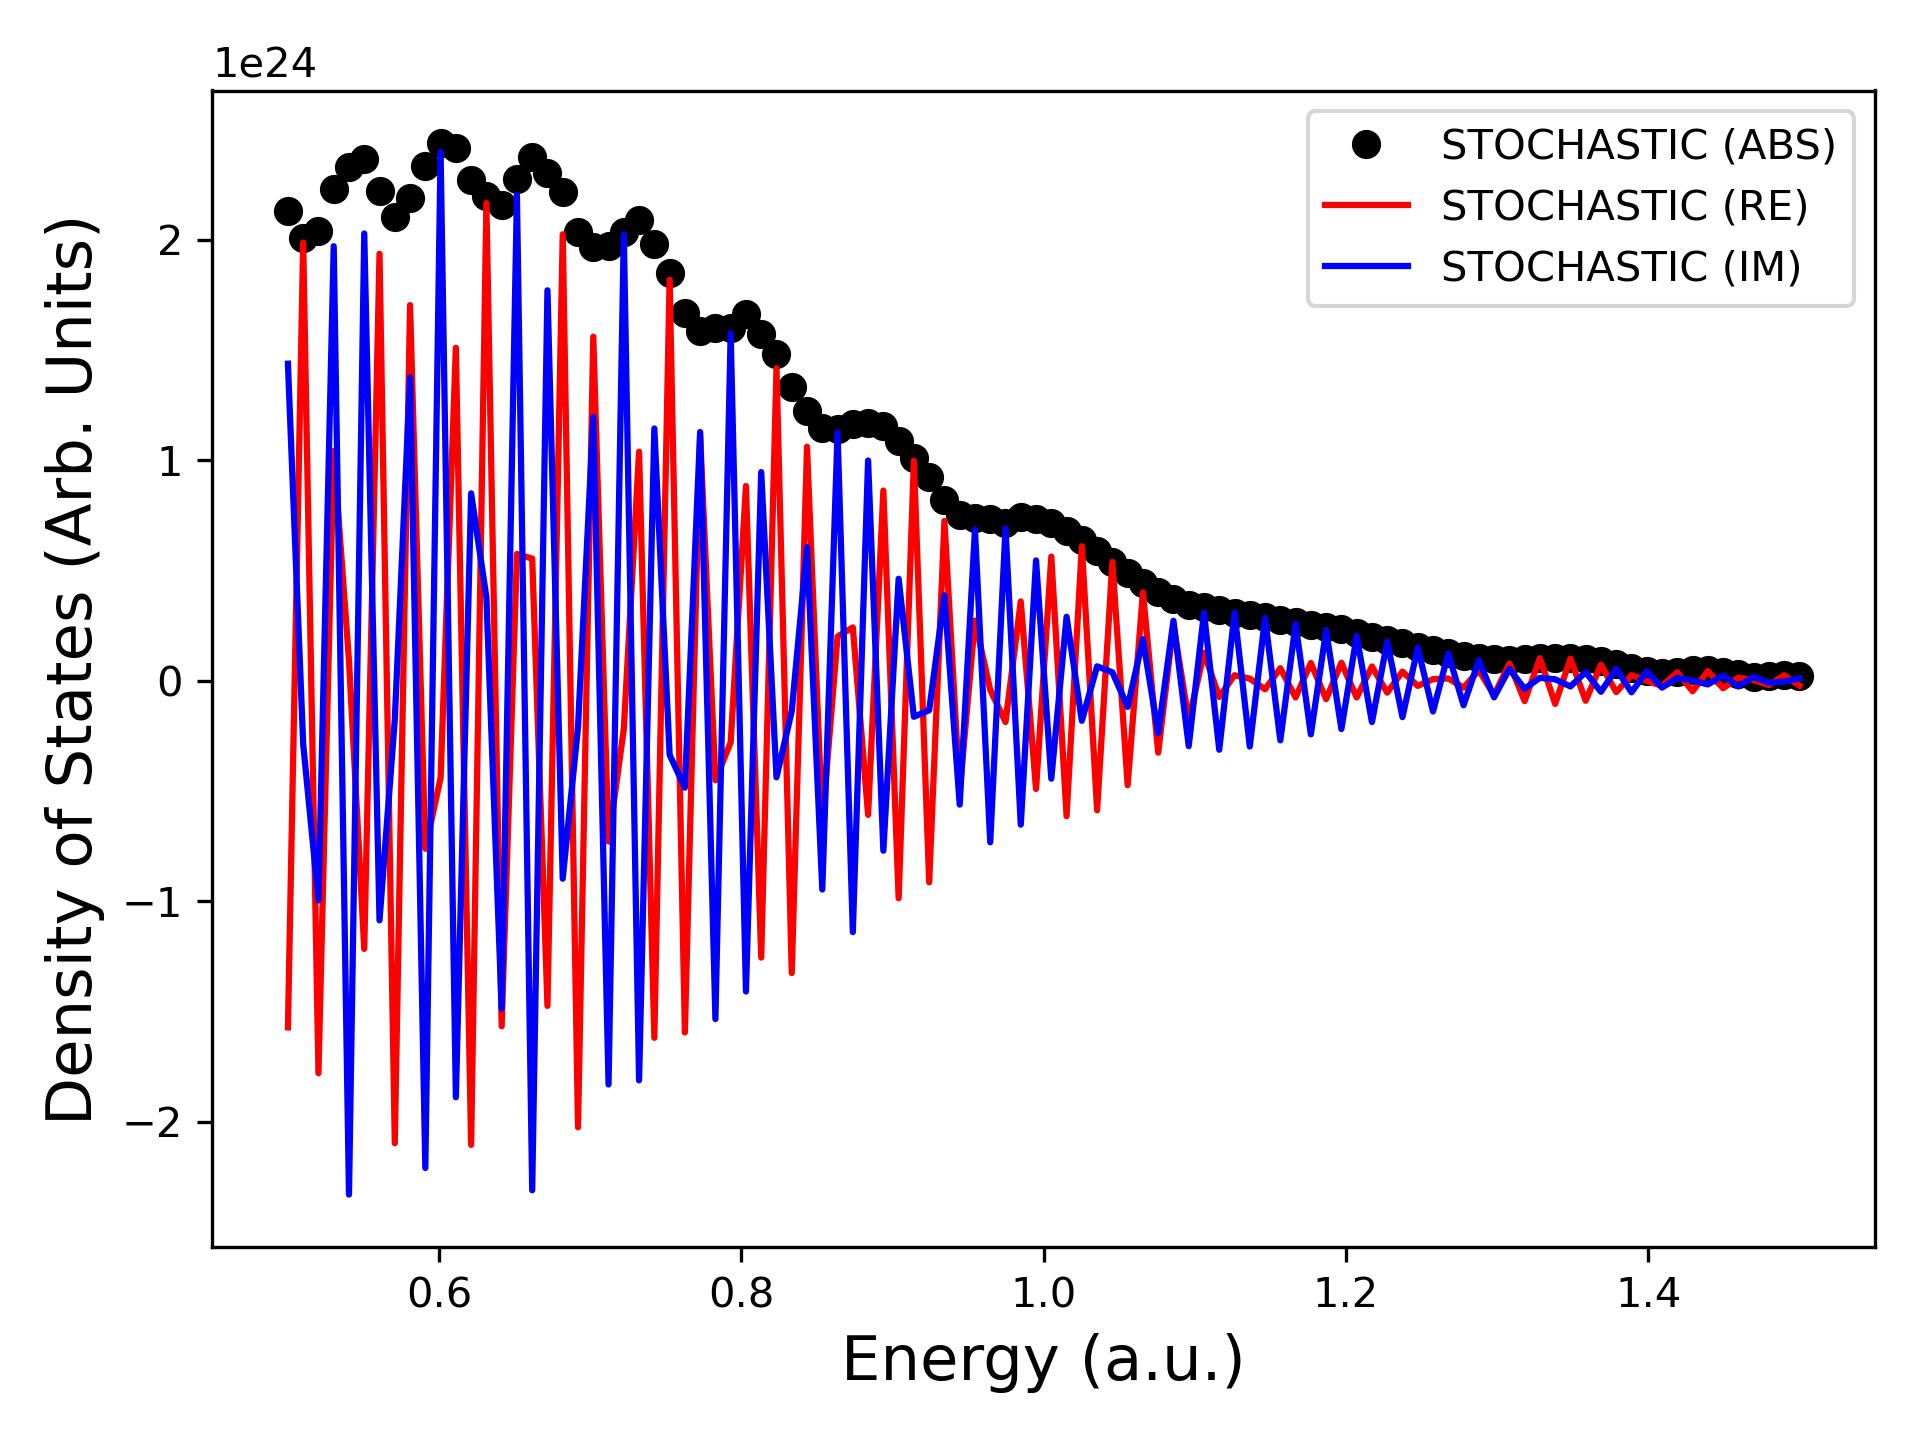 1e24
STOCHASTIC (ABS)
STOCHASTIC (RE)
STOCHASTIC (IM)
Density of States (Arb. Units)
2
1
0
−1
−2
0.6 0.8 1.0 1.2 1.4
Energy (a.u.)